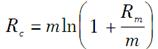 R_c = m ln(1 + R_m/m)